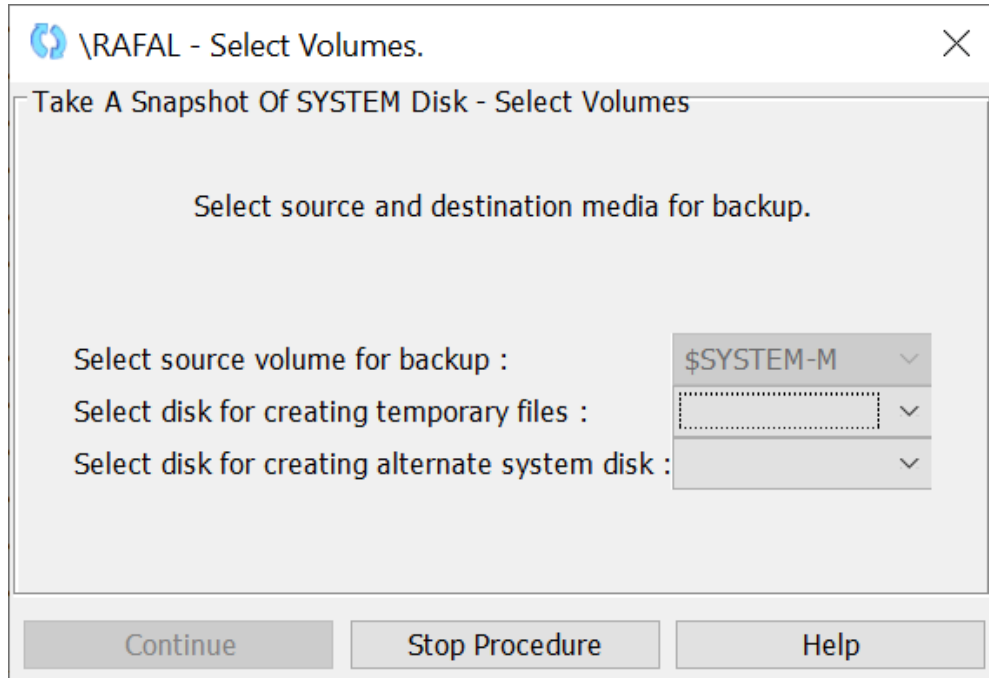 \RAFAL - Select Volumes.
Take A Snapshot Of SYSTEM Disk - Select Volumes
Select source and destination media for backup.
Select source volume for backup : $SYSTEM-M
Select disk for creating temporary files :
Select disk for creating alternate system disk :
Continue Stop Procedure Help